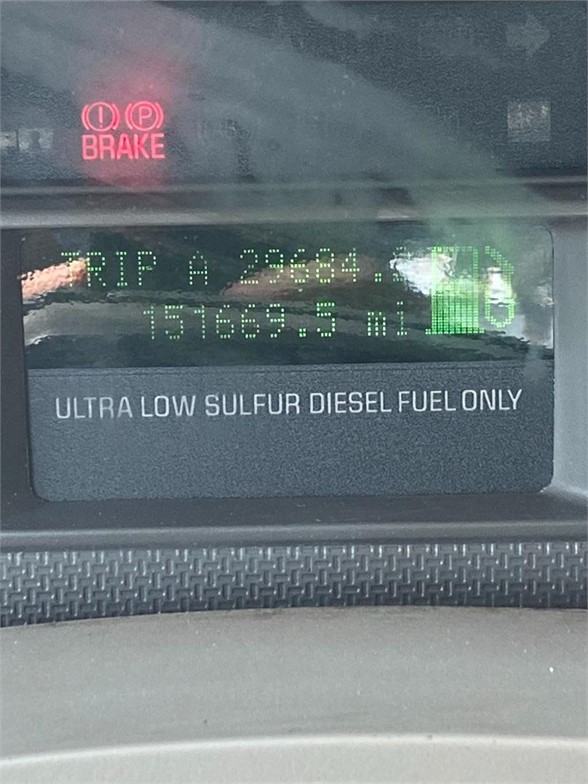 (!) (P)
BRAKE
TRIP A 29684.
151669.5 mi
ULTRA LOW SULFUR DIESEL FUEL ONLY